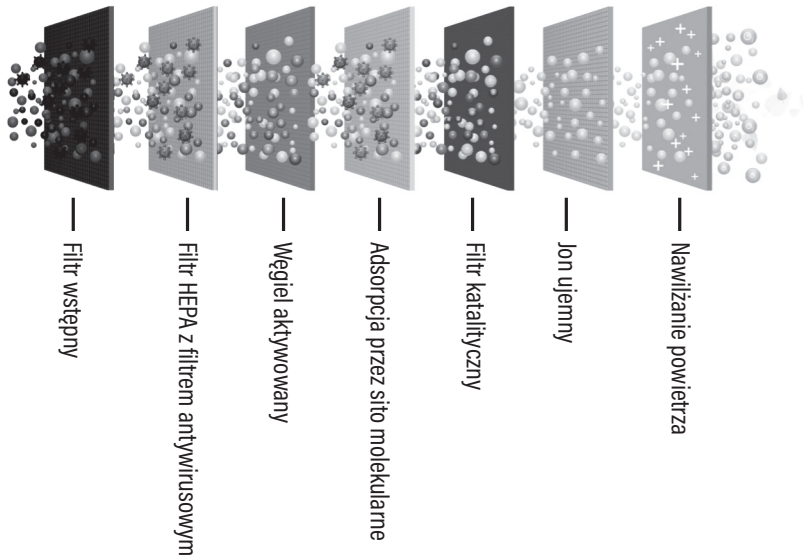 Filtr wstępny
Filtr HEPA z filtrem antywirusowym
Węgiel aktywowany
Adsorpcja przez sito molekularne
Filtr katalityczny
Jon ujemny
Nawilżanie powietrza